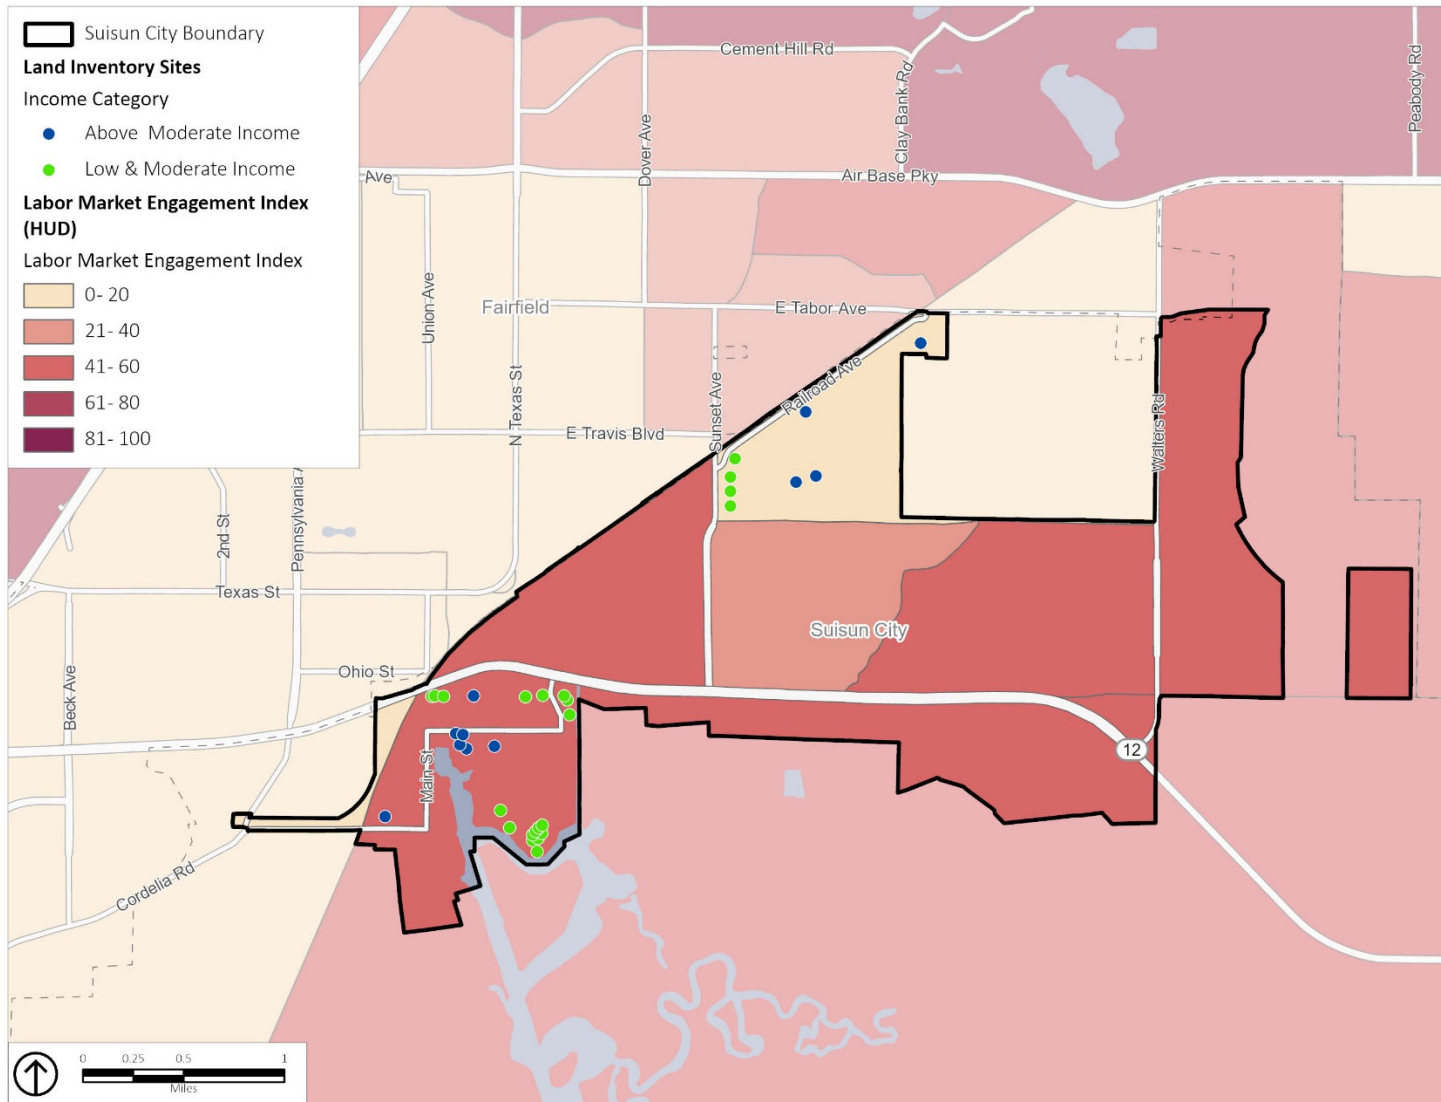 Suisun City Boundary
Land Inventory Sites
Income Category
Above Moderate Income
Low & Moderate Income
Labor Market Engagement Index
(HUD)
Labor Market Engagement Index
0- 20
21- 40
41- 60
61- 80
81- 100
Cement Hill Rd
Clay Bank Rd
Peabody Rd
Dover Ave
Ave
Air Base Pky
Union Ave
Fairfield
E Tabor Ave
N Texas St
Railroad Ave
Sunset Ave
E Travis Blvd
Walters Rd
Pennsylvania A
2nd St
Texas St
Suisun City
Ohio St
Beck Ave
Main St
12
Cordelia Rd
0 0.25 0.5 1
Miles